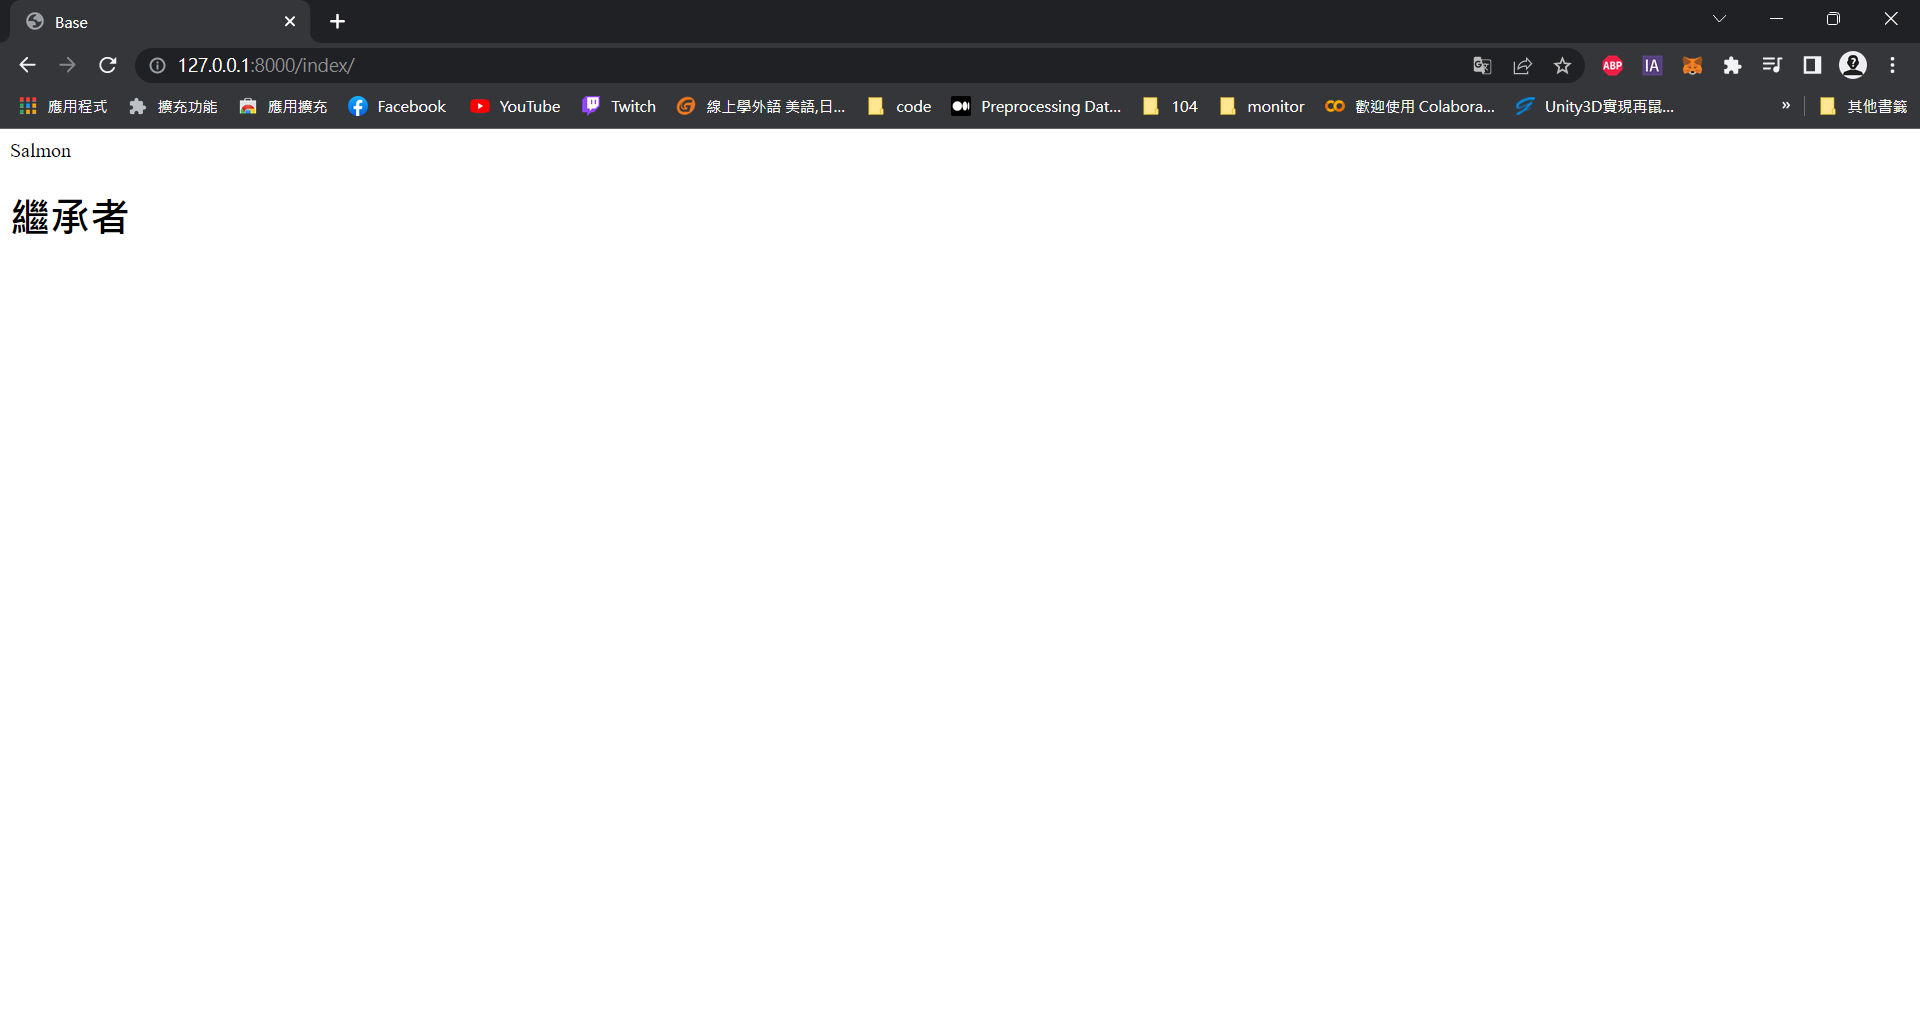 Base
127.0.0.1:8000/index/
ABP
IA
應用程式
擴充功能
應用擴充
Facebook
YouTube
Twitch
線上學外語 美語,日...
code
Preprocessing Dat...
104
monitor
歡迎使用 Colabora...
Unity3D實現再鼠...
»
其他書籤
Salmon
繼承者